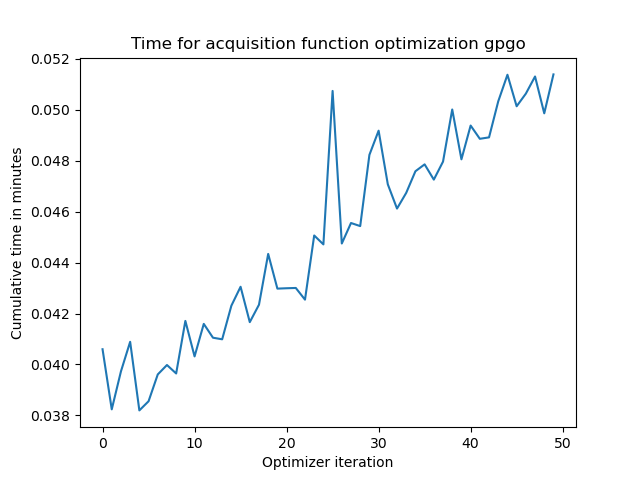 Time for acquisition function optimization gpgo
0.052
0.050
0.048
0.046
0.044
0.042
0.040
0.038
Cumulative time in minutes
0 10 20 30 40 50
Optimizer iteration